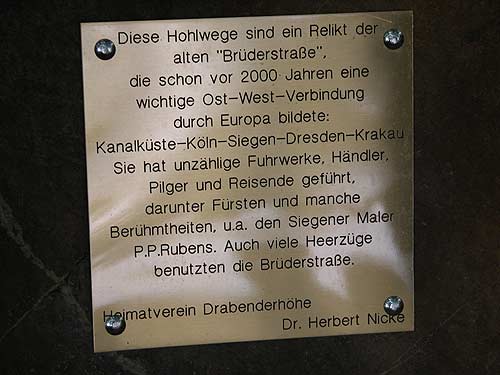 Diese Hohlwege sind ein Relikt der
alten "Brüderstraße",
die schon vor 2000 Jahren eine
wichtige Ost-West-Verbindung
durch Europa bildete:
Kanalküste-Köln-Siegen-Dresden-Krakau
Sie hat unzählige Fuhrwerke, Händler,
Pilger und Reisende geführt,
darunter Fürsten und manche
Berühmtheiten, u.a. den Siegener Maler
P.P.Rubens. Auch viele Heerzüge
benutzten die Brüderstraße.
Heimatverein Drabenderhöhe
Dr. Herbert Nicke